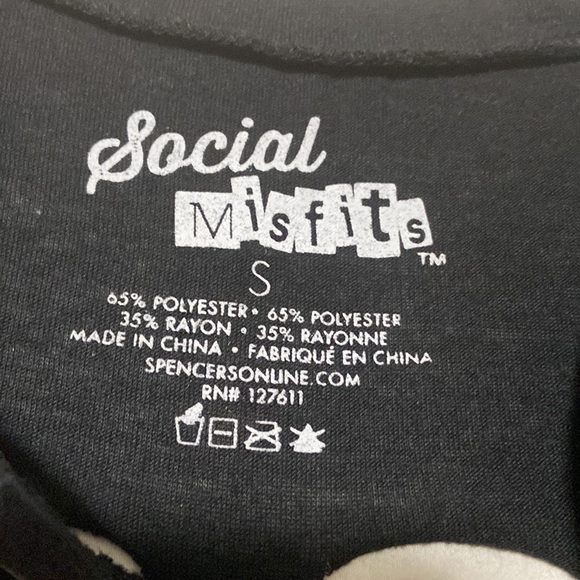 Social
Misfits
TM
S
65% POLYESTER • 65% POLYESTER
35% RAYON • 35% RAYONNE
MADE IN CHINA • FABRIQUÉ EN CHINA
SPENCERSONLINE.COM
RN# 127611